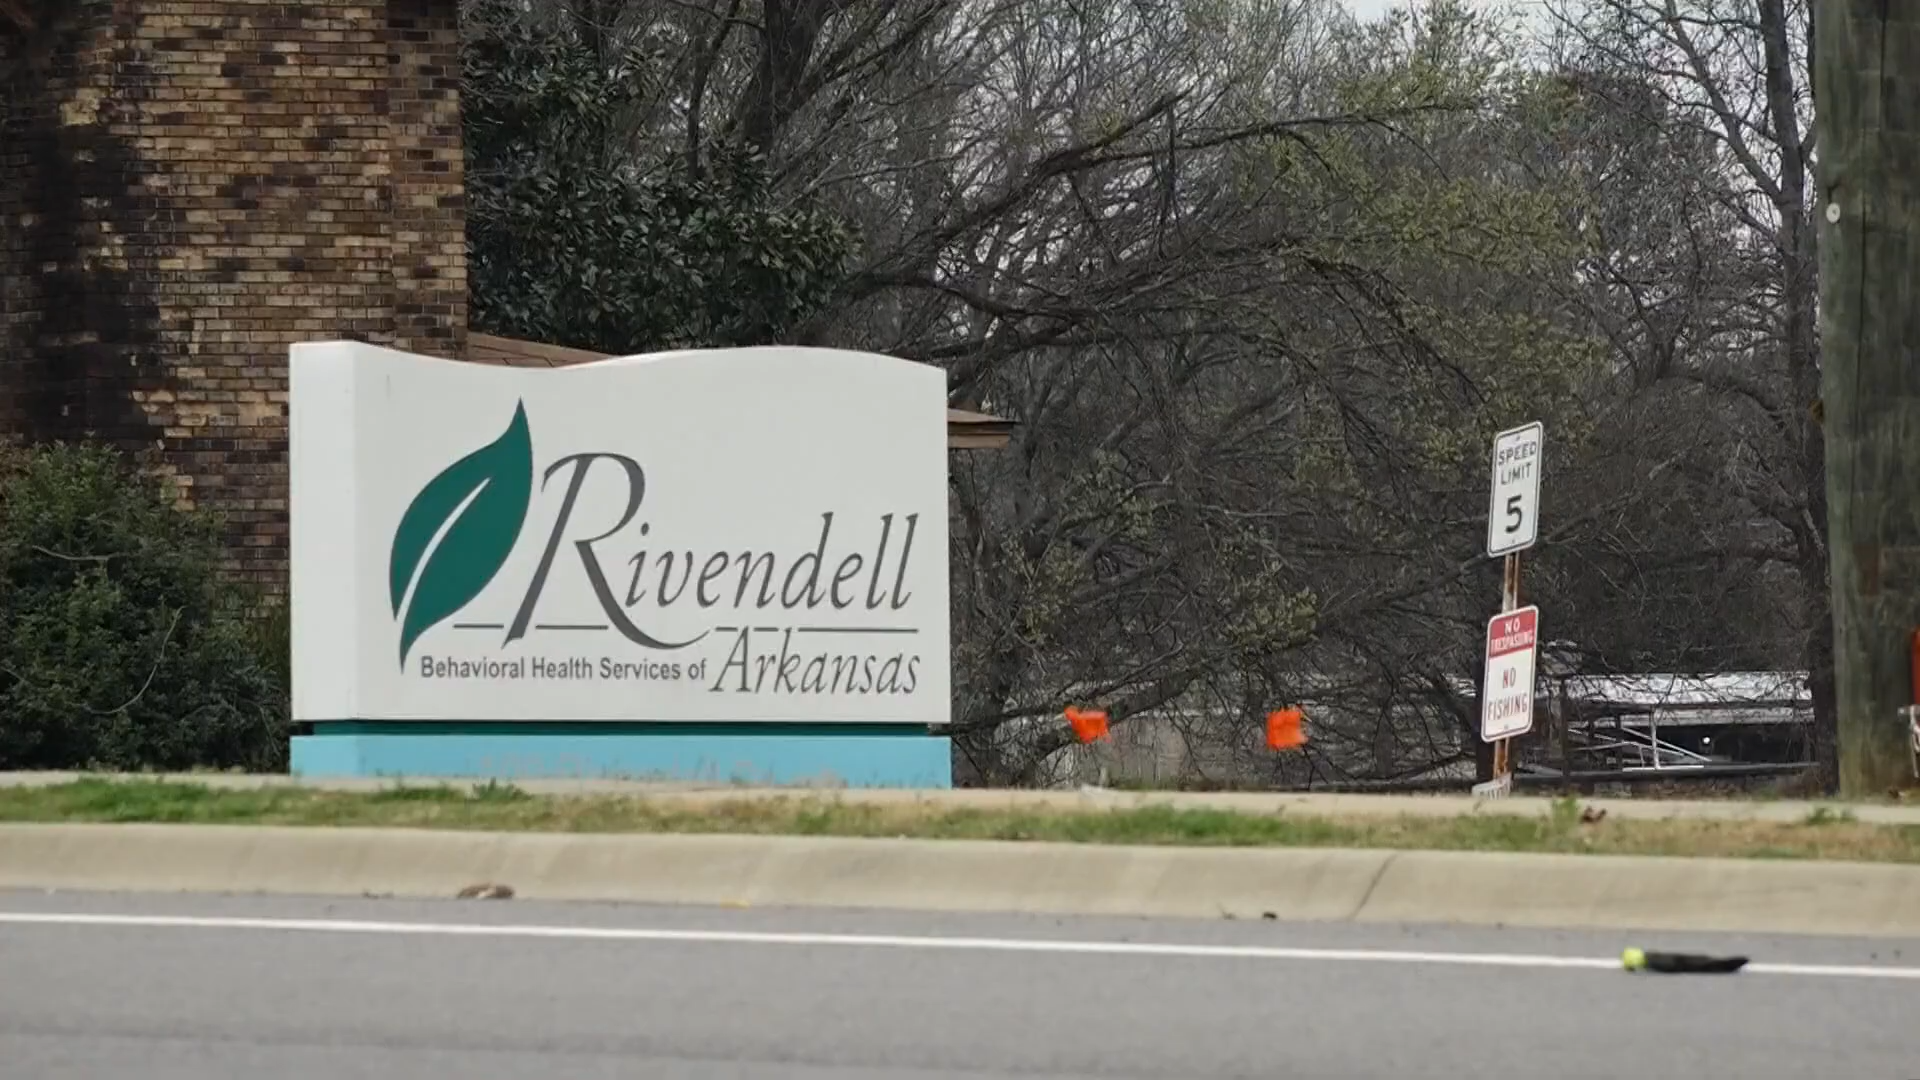 Rivendell
Behavioral Health Services of Arkansas
SPEED
LIMIT
5
NO
TRESPASSING
NO
FISHING